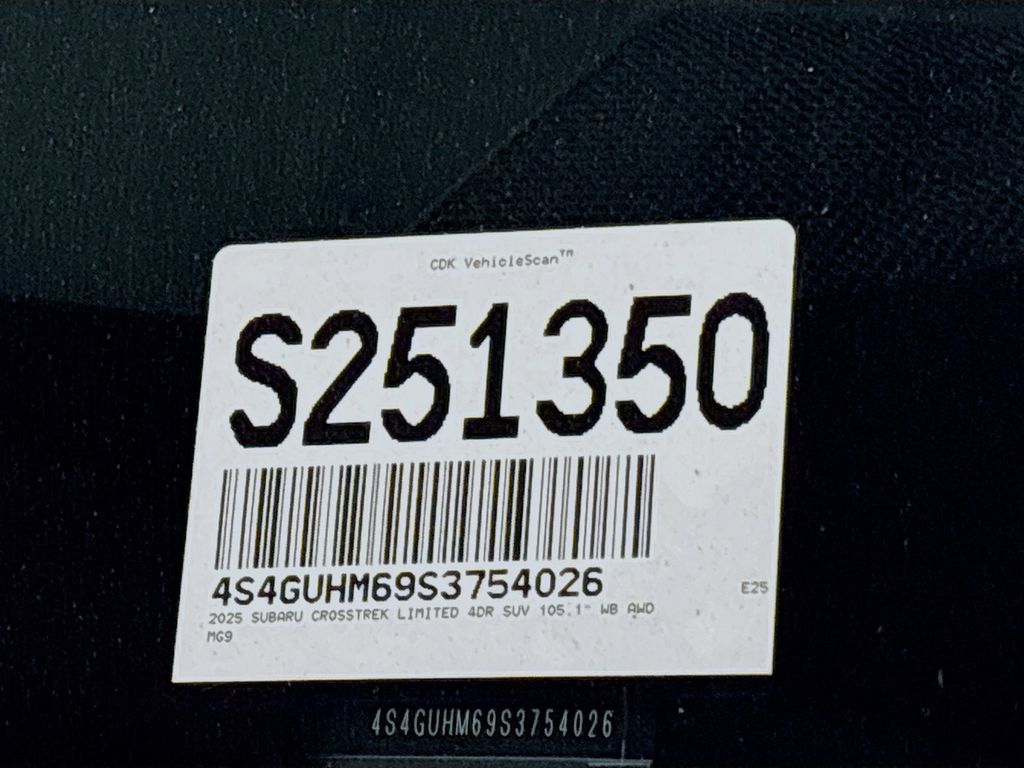 CDK VehicleScan™
S251350
4S4GUHM69S3754026
E25
2025 SUBARU CROSSTREK LIMITED 4DR SUV 105.1" WB AWD
MG9
4S4GUHM69S3754026